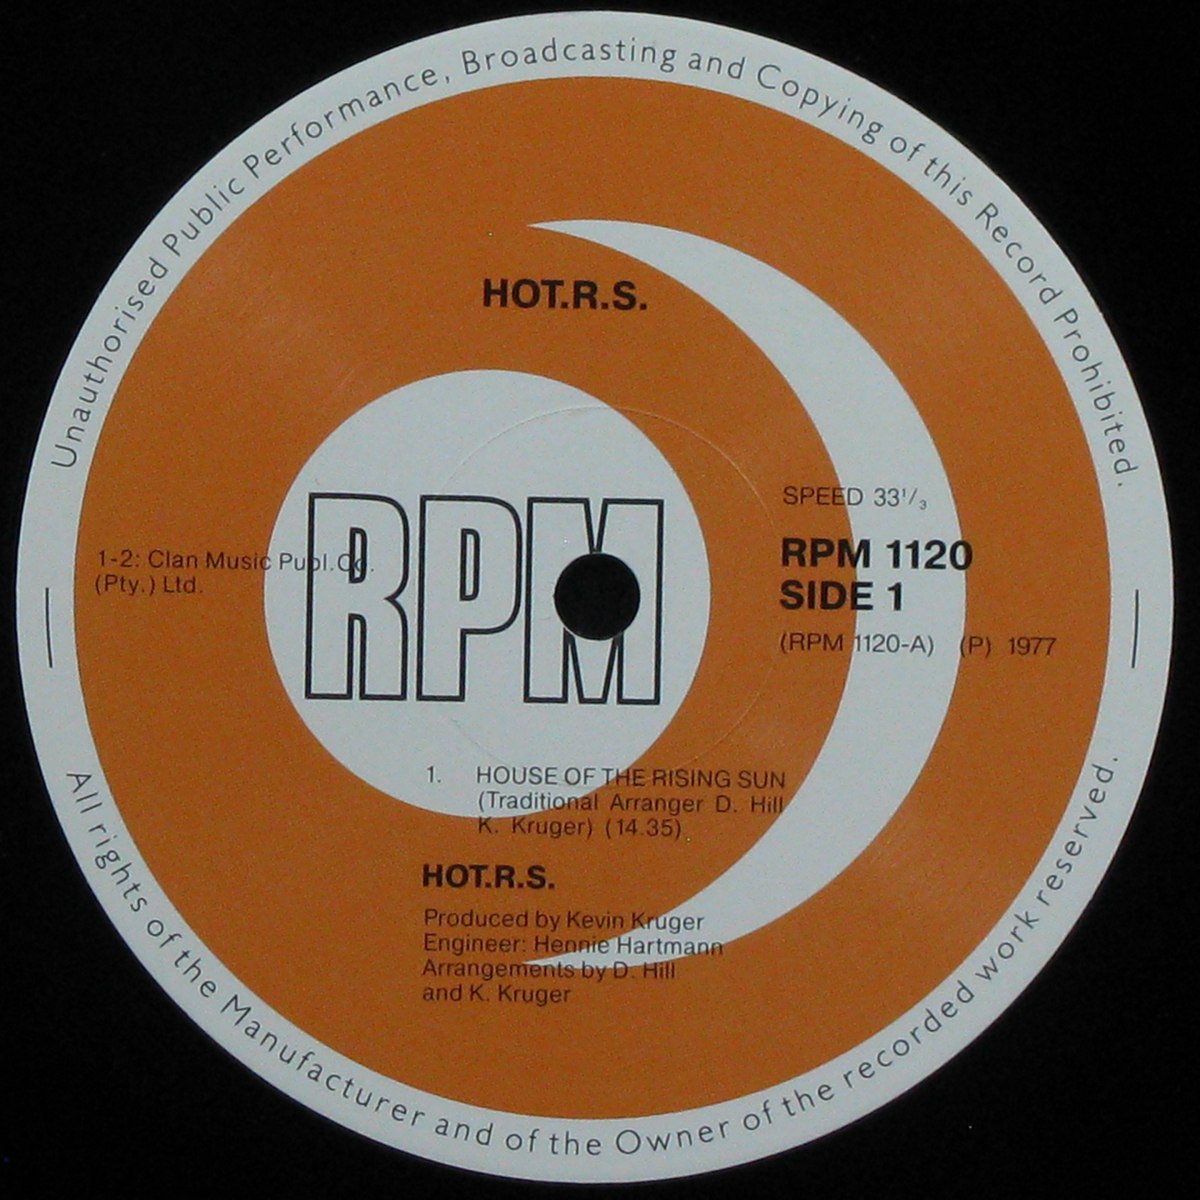 Unauthorised Public Performance, Broadcasting and Copying of this Record Prohibited.
HOT.R.S.
SPEED 33¹/₃
RPM 1120
SIDE 1
(RPM 1120-A) (P) 1977
1-2: Clan Music Publ.Co.
(Pty.) Ltd.
RPM
1. HOUSE OF THE RISING SUN
(Traditional Arranger D. Hill
K. Kruger) (14.35)
HOT.R.S.
Produced by Kevin Kruger
Engineer: Hennie Hartmann
Arrangements by D. Hill
and K. Kruger
All rights of the Manufacturer and of the Owner of the recorded work reserved.